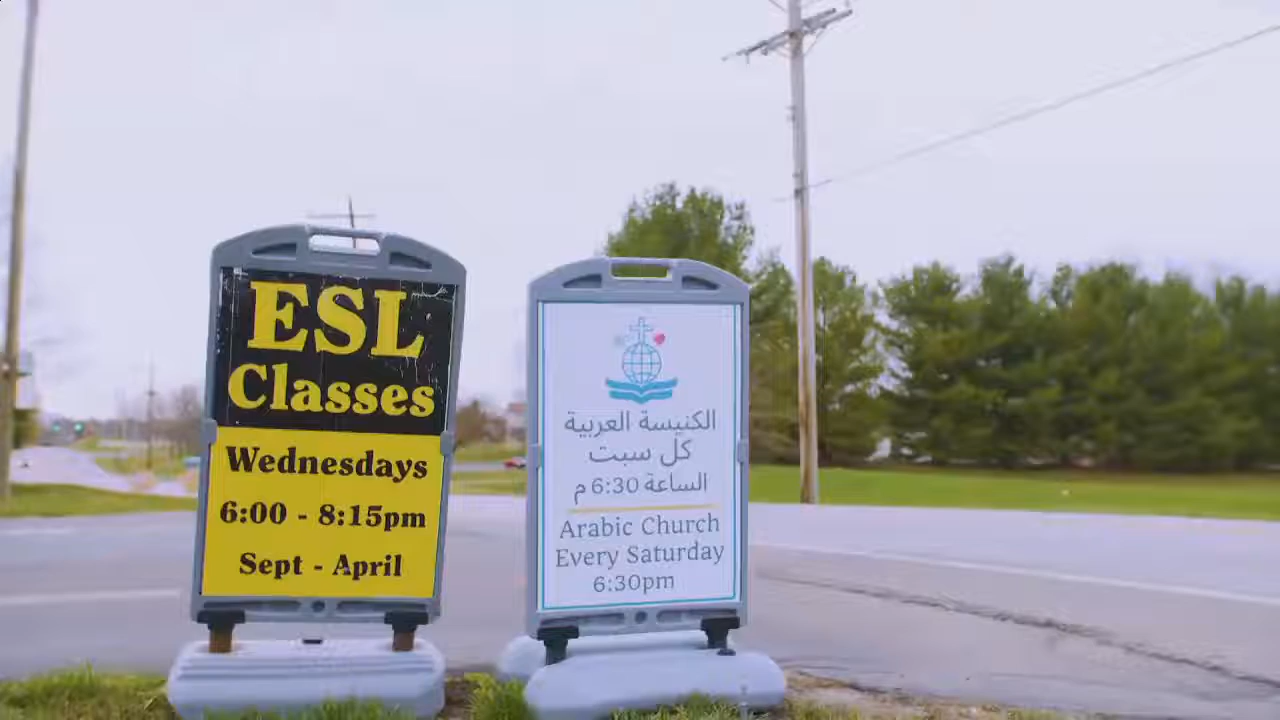 ESL
Classes
Wednesdays
6:00 - 8:15pm
Sept - April
الكنيسة العربية
كل سبت
الساعة 6:30 م
Arabic Church
Every Saturday
6:30pm